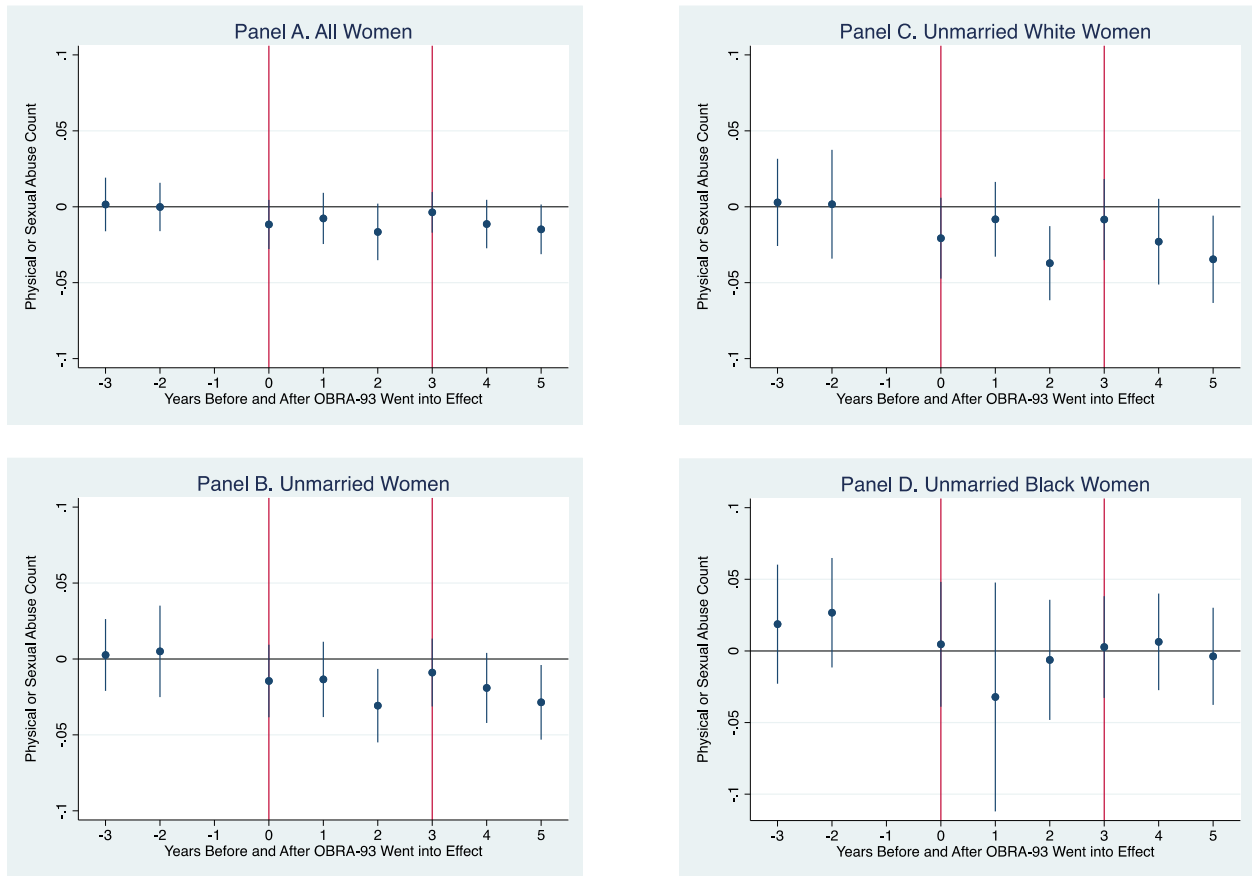 Panel A. All Women
Physical or Sexual Abuse Count
.1
.05
0
-.05
-.1
-3 -2 -1 0 1 2 3 4 5
Years Before and After OBRA-93 Went into Effect
Panel C. Unmarried White Women
Physical or Sexual Abuse Count
.1
.05
0
-.05
-.1
-3 -2 -1 0 1 2 3 4 5
Years Before and After OBRA-93 Went into Effect
Panel B. Unmarried Women
Physical or Sexual Abuse Count
.1
.05
0
-.05
-.1
-3 -2 -1 0 1 2 3 4 5
Years Before and After OBRA-93 Went into Effect
Panel D. Unmarried Black Women
Physical or Sexual Abuse Count
.1
.05
0
-.05
-.1
-3 -2 -1 0 1 2 3 4 5
Years Before and After OBRA-93 Went into Effect